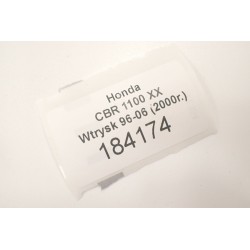 Honda
CBR 1100 XX
Wtrysk 96-06 (2000r.)
184174